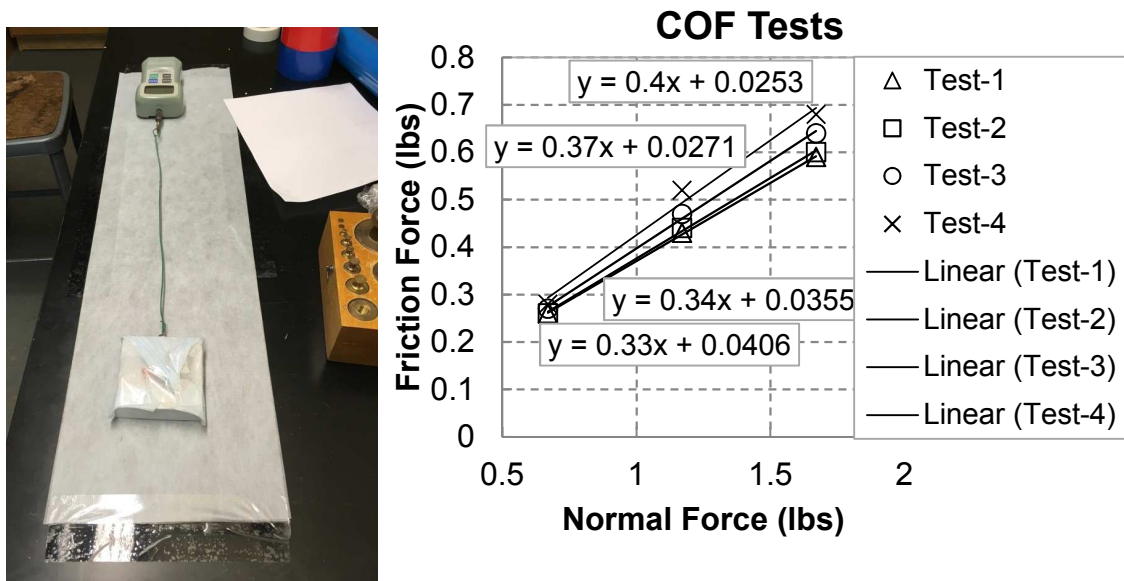 COF Tests
Friction Force (lbs)
0.8
0.7
0.6
0.5
0.4
0.3
0.2
0.1
0
y = 0.4x + 0.0253
y = 0.37x + 0.0271
y = 0.34x + 0.0355
y = 0.33x + 0.0406
0.5 1 1.5 2
Normal Force (lbs)
Test-1
Test-2
Test-3
Test-4
Linear (Test-1)
Linear (Test-2)
Linear (Test-3)
Linear (Test-4)